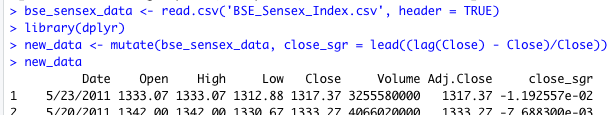 > bse_sensex_data <- read.csv('BSE_Sensex_Index.csv', header = TRUE)
> library(dplyr)
> new_data <- mutate(bse_sensex_data, close_sgr = lead((lag(Close) - Close)/Close))
> new_data
Date Open High Low Close Volume Adj.Close close_sgr
1 5/23/2011 1333.07 1333.07 1312.88 1317.37 3255580000 1317.37 -1.192557e-02
2 5/20/2011 1342.00 1342.00 1330.67 1333.27 4066020000 1333.27 -7.688300e-03